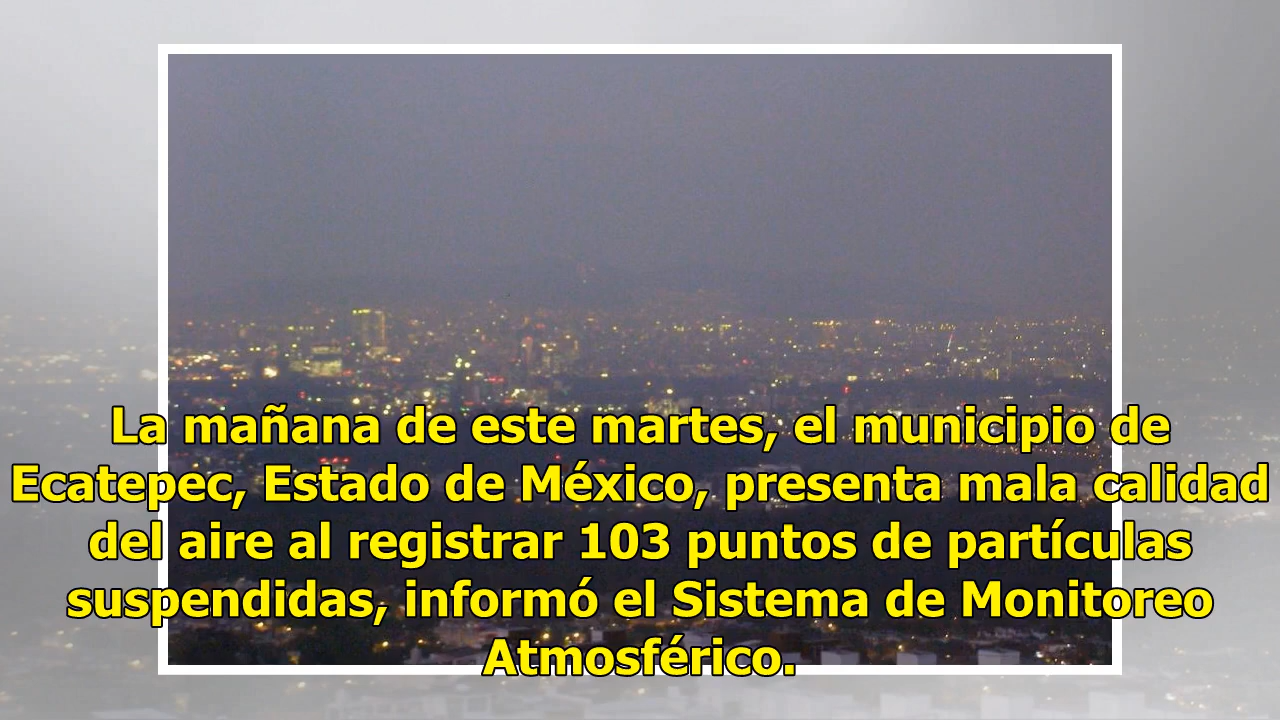 La mañana de este martes, el municipio de
Ecatepec, Estado de México, presenta mala calidad
del aire al registrar 103 puntos de partículas
suspendidas, informó el Sistema de Monitoreo
Atmosférico.